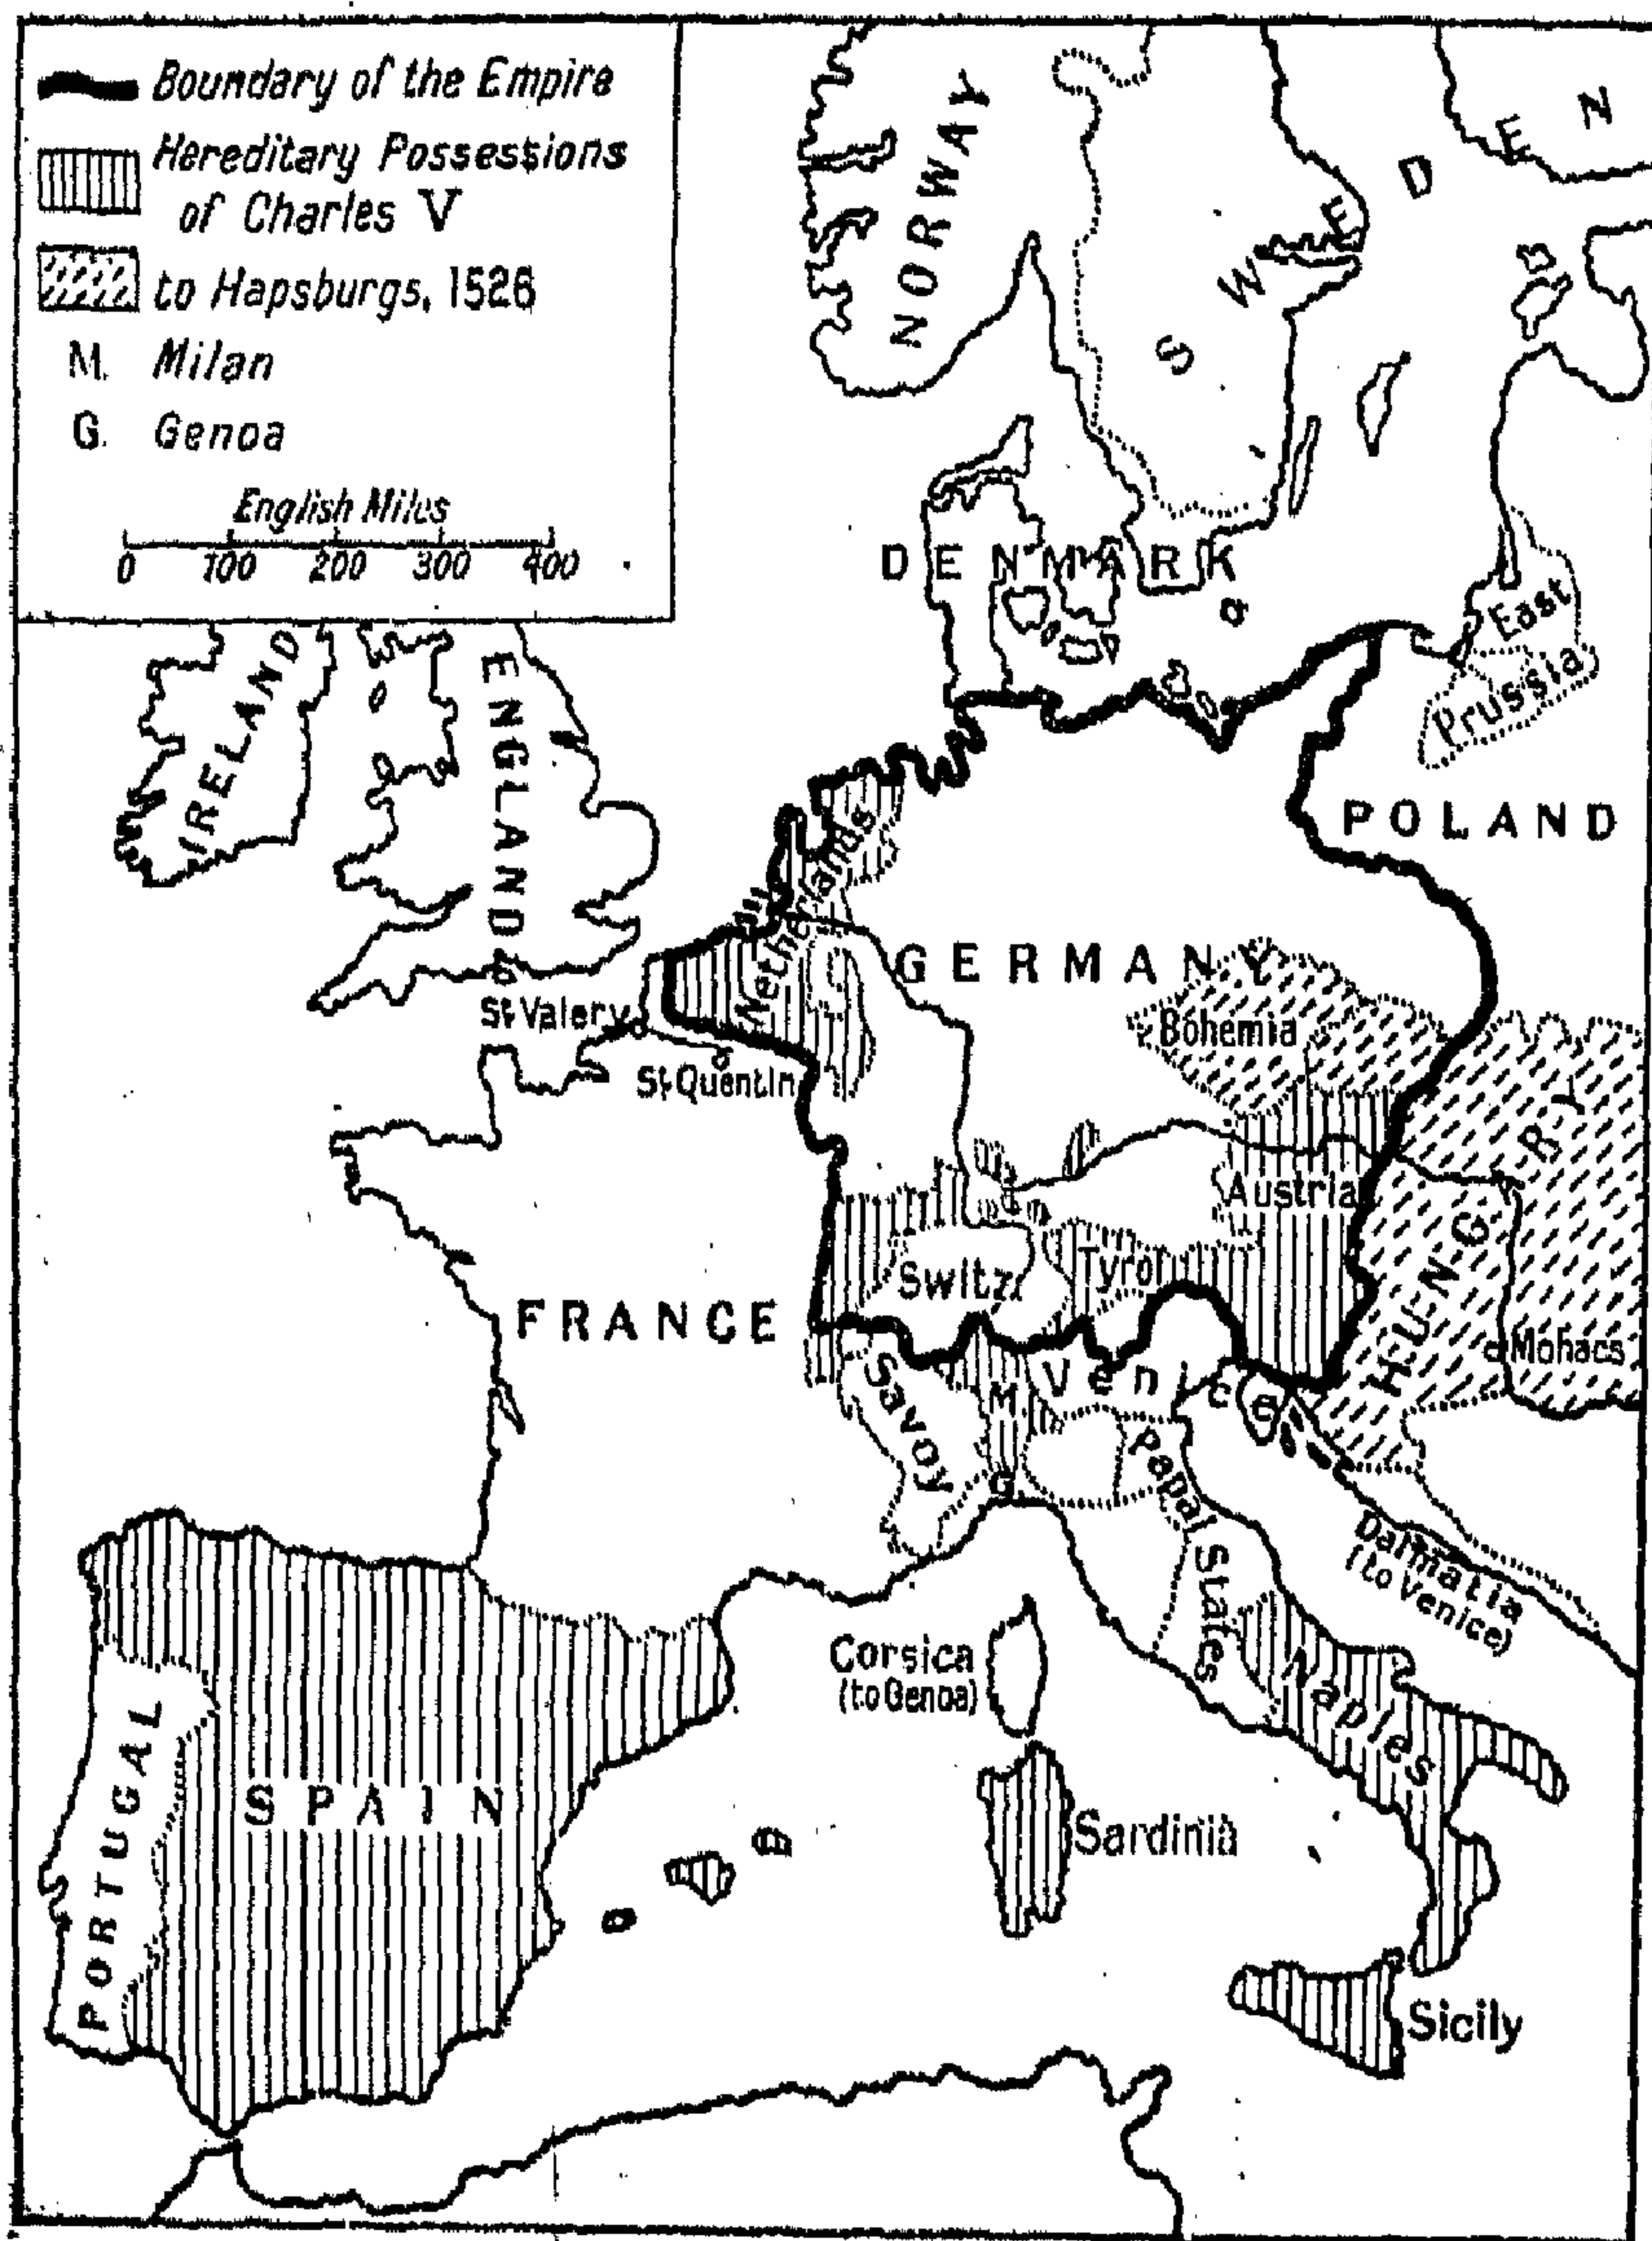 Boundary of the Empire
Hereditary Possessions
of Charles V
to Hapsburgs, 1526
M. Milan
G. Genoa
English Miles
0 100 200 300 400
NORWAY
SWEDEN
DENMARK
East
Prussia
IRELAND
ENGLAND
POLAND
Netherlands
GERMANY
St Valery
St Quentin
Bohemia
Austria
HUNGRY
Switz.
Tyrol
FRANCE
Mohacs
Savoy
M.
Venice
G.
Papal States
Dalmatia
(to Venice)
Corsica
(to Genoa)
Naples
PORTUGAL
SPAIN
Sardinia
Sicily